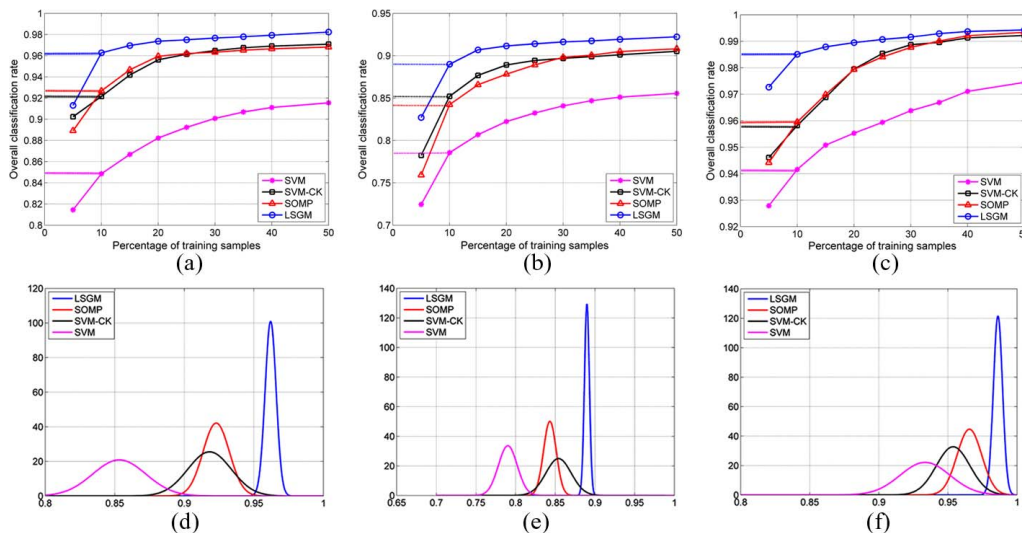 0.98
0.96
0.94
0.92
0.9
0.88
0.86
0.84
0.82
0.8
Overall classification rate
0 10 20 30 40 50
Percentage of training samples
SVM
SVM-CK
SOMP
LSGM
(a)
0.95
0.9
0.85
0.8
0.75
0.7
Overall classification rate
0 10 20 30 40 50
Percentage of training samples
SVM
SVM-CK
SOMP
LSGM
(b)
1
0.99
0.98
0.97
0.96
0.95
0.94
0.93
0.92
Overall classification rate
0 10 20 30 40 50
Percentage of training samples
SVM
SVM-CK
SOMP
LSGM
(c)
120
100
80
60
40
20
0
0.8 0.85 0.9 0.95 1
LSGM
SOMP
SVM-CK
SVM
(d)
140
120
100
80
60
40
20
0
0.65 0.7 0.75 0.8 0.85 0.9 0.95 1
LSGM
SOMP
SVM-CK
SVM
(e)
140
120
100
80
60
40
20
0
0.8 0.85 0.9 0.95 1
LSGM
SOMP
SVM-CK
SVM
(f)